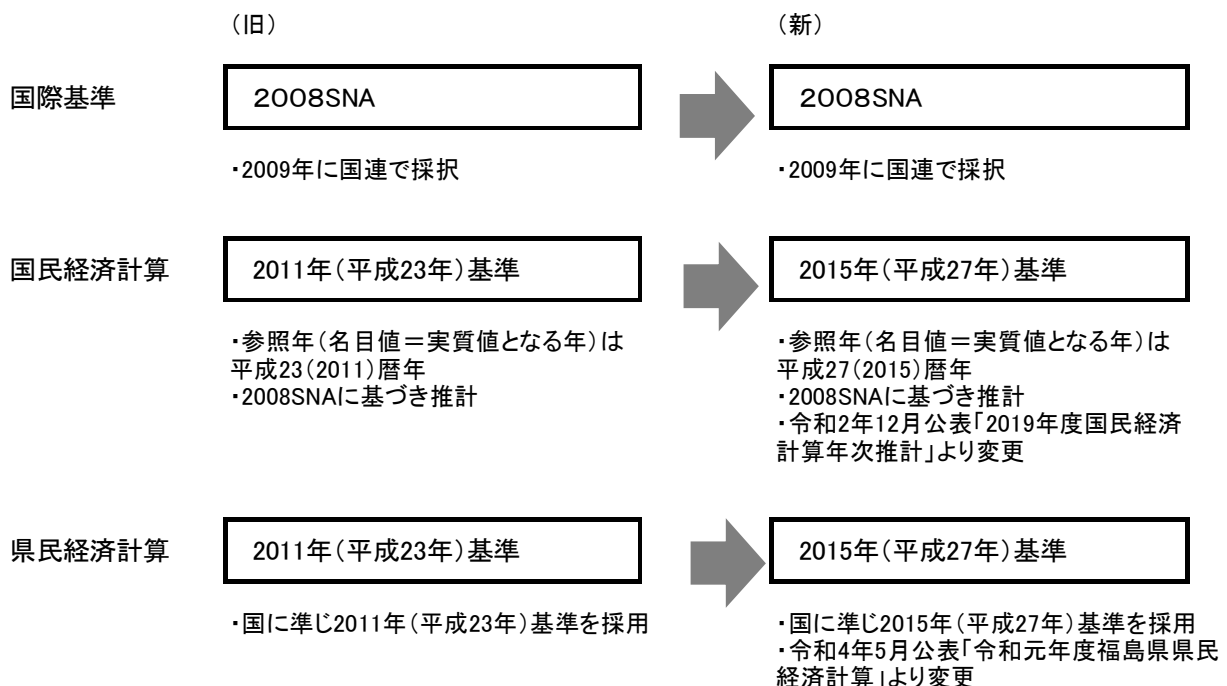 （旧）
（新）
国際基準
２００８SNA
２００８SNA
・2009年に国連で採択
・2009年に国連で採択
国民経済計算
2011年（平成23年）基準
2015年（平成27年）基準
・参照年（名目値＝実質値となる年）は
平成23（2011）暦年
・2008SNAに基づき推計
・参照年（名目値＝実質値となる年）は
平成27（2015）暦年
・2008SNAに基づき推計
・令和2年12月公表「2019年度国民経済
計算年次推計」より変更
県民経済計算
2011年（平成23年）基準
2015年（平成27年）基準
・国に準じ2011年（平成23年）基準を採用
・国に準じ2015年（平成27年）基準を採用
・令和4年5月公表「令和元年度福島県県民
経済計算」より変更